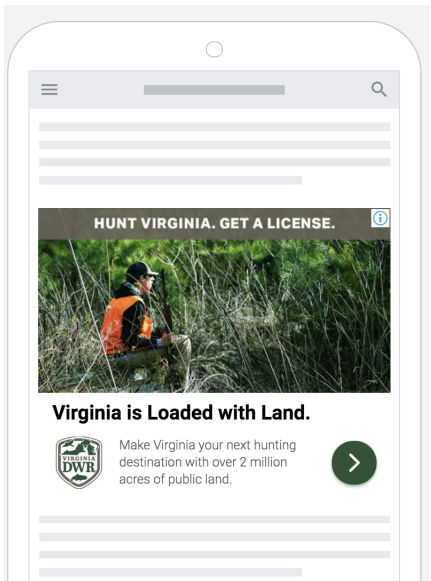 HUNT VIRGINIA. GET A LICENSE.
Virginia is Loaded with Land.
VIRGINIA
DWR
Make Virginia your next hunting
destination with over 2 million
acres of public land.